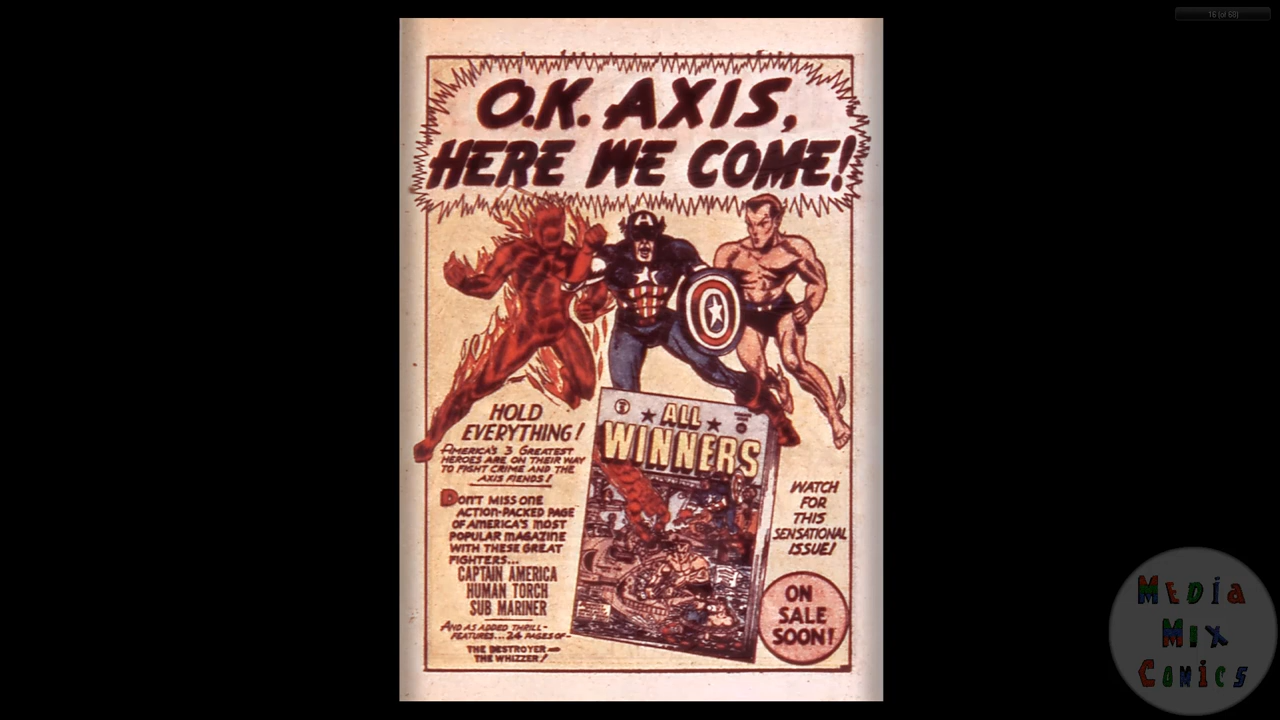 16 (of 68)
O.K. AXIS,
HERE WE COME!
HOLD
EVERYTHING!
AMERICA'S 3 GREATEST
HEROES ARE ON THEIR WAY
TO FIGHT CRIME AND THE
AXIS FIENDS!
DON'T MISS ONE
ACTION-PACKED PAGE
OF AMERICA'S MOST
POPULAR MAGAZINE
WITH THESE GREAT
FIGHTERS...
CAPTAIN AMERICA
HUMAN TORCH
SUB MARINER
AND AS ADDED THRILL-
FEATURES...24 PAGES OF-
THE DESTROYER
THE WHIZZER!
ALL
WINNERS
WATCH
FOR
THIS
SENSATIONAL
ISSUE!
ON
SALE
SOON!
MEDIA
MIX
COMICS